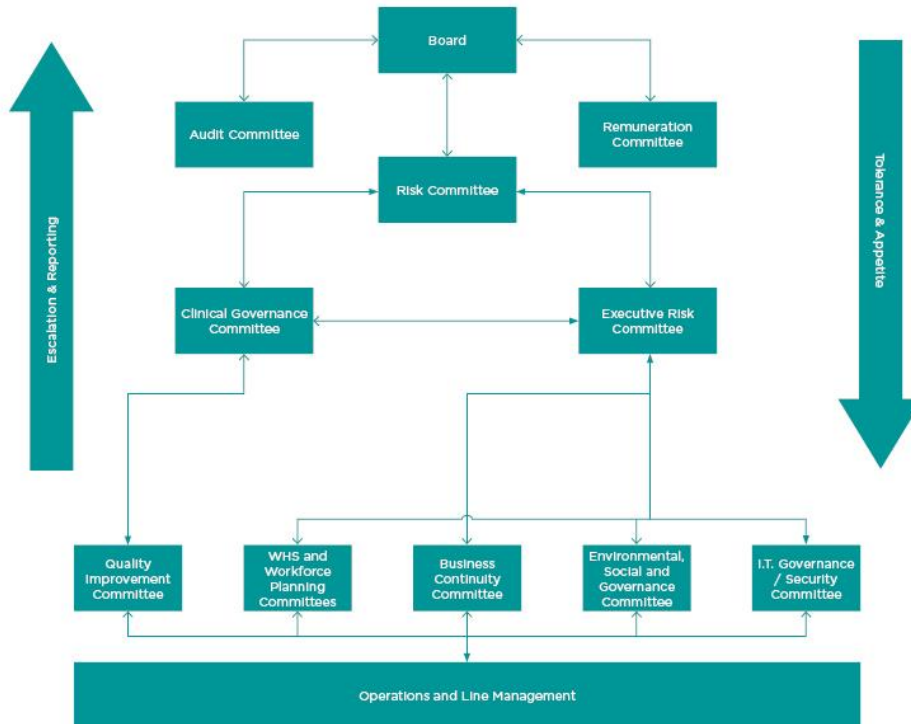 Board
Audit Committee
Remuneration
Committee
Risk Committee
Escalation & Reporting
Tolerance & Appetite
Clinical Governance
Committee
Executive Risk
Committee
Quality
Improvement
Committee
WHS and
Workforce
Planning
Committees
Business
Continuity
Committee
Environmental,
Social and
Governance
Committee
I.T. Governance
/ Security
Committee
Operations and Line Management